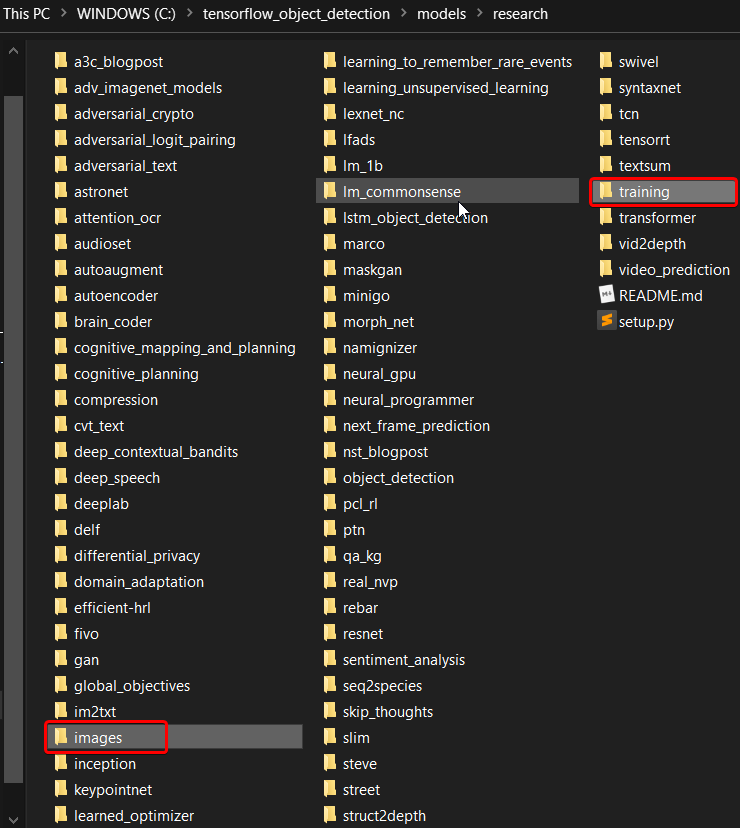 This PC > WINDOWS (C:) > tensorflow_object_detection > models > research
a3c_blogpost
adv_imagenet_models
adversarial_crypto
adversarial_logit_pairing
adversarial_text
astronet
attention_ocr
audioset
autoaugment
autoencoder
brain_coder
cognitive_mapping_and_planning
cognitive_planning
compression
cvt_text
deep_contextual_bandits
deep_speech
deeplab
delf
differential_privacy
domain_adaptation
efficient-hrl
fivo
gan
global_objectives
im2txt
images
inception
keypointnet
learned_optimizer
learning_to_remember_rare_events
learning_unsupervised_learning
lexnet_nc
lfads
lm_1b
lm_commonsense
lstm_object_detection
marco
maskgan
minigo
morph_net
namignizer
neural_gpu
neural_programmer
next_frame_prediction
nst_blogpost
object_detection
pcl_rl
ptn
qa_kg
real_nvp
rebar
resnet
sentiment_analysis
seq2species
skip_thoughts
slim
steve
street
struct2depth
swivel
syntaxnet
tcn
tensorrt
textsum
training
transformer
vid2depth
video_prediction
README.md
setup.py